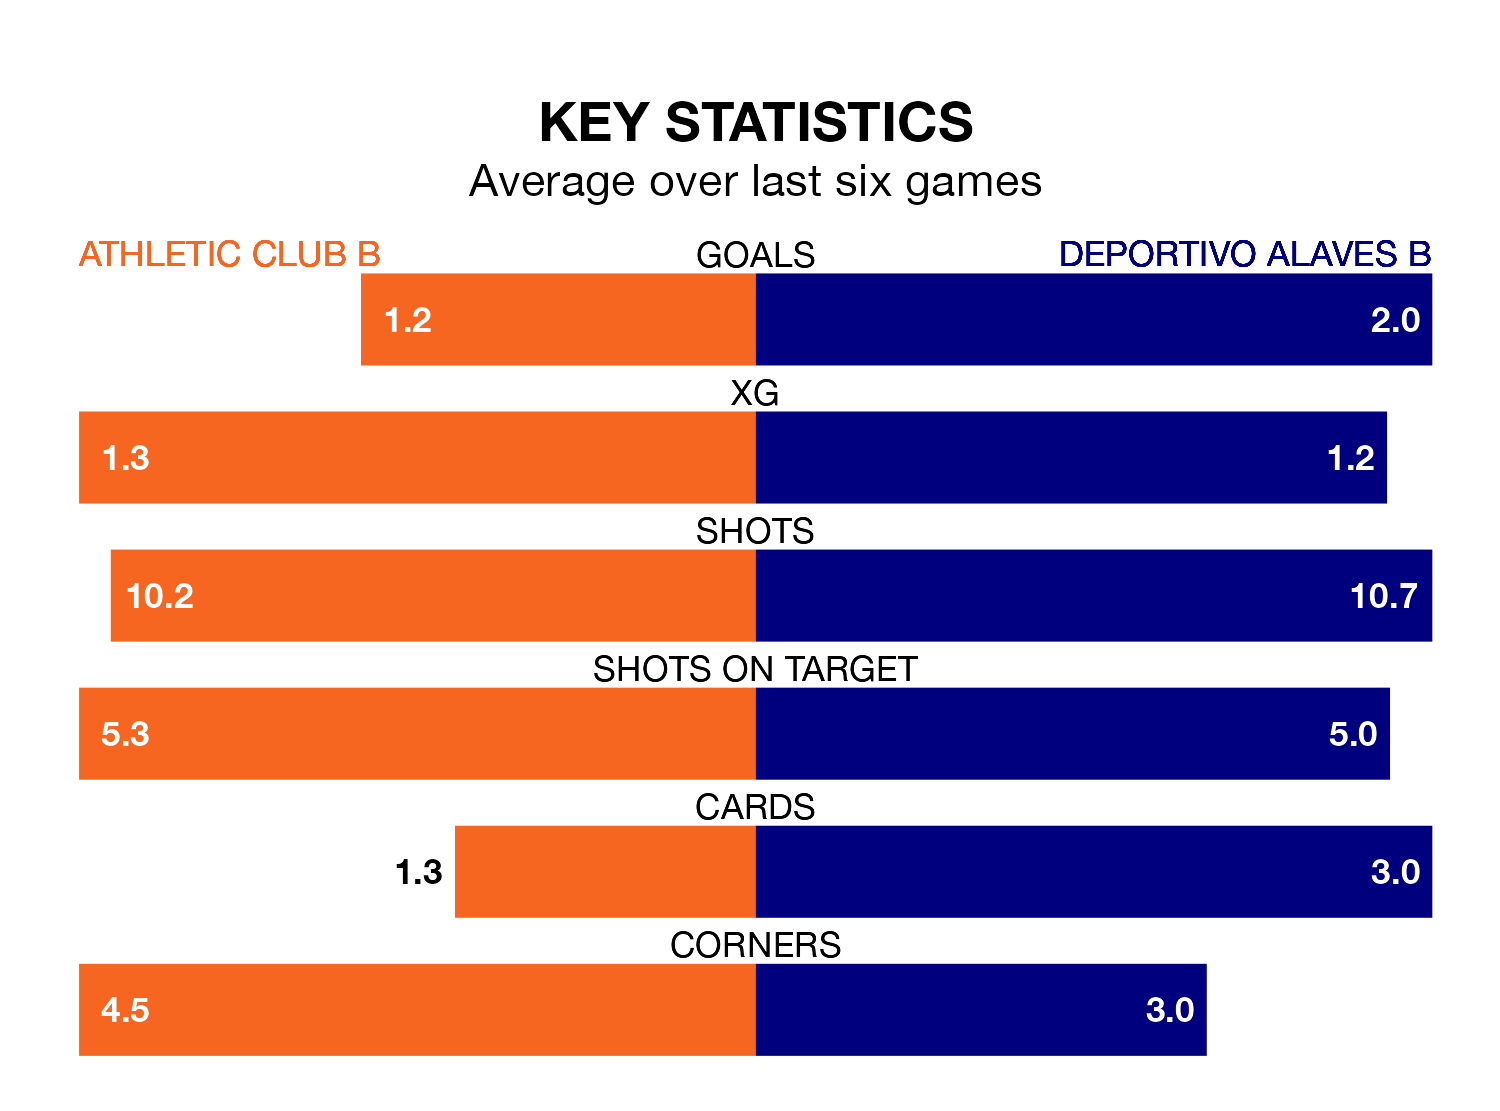 KEY STATISTICS
Average over last six games
ATHLETIC CLUB B GOALS DEPORTIVO ALAVES B
1.2 2.0
XG
1.3 1.2
SHOTS
10.2 10.7
SHOTS ON TARGET
5.3 5.0
CARDS
1.3 3.0
CORNERS
4.5 3.0